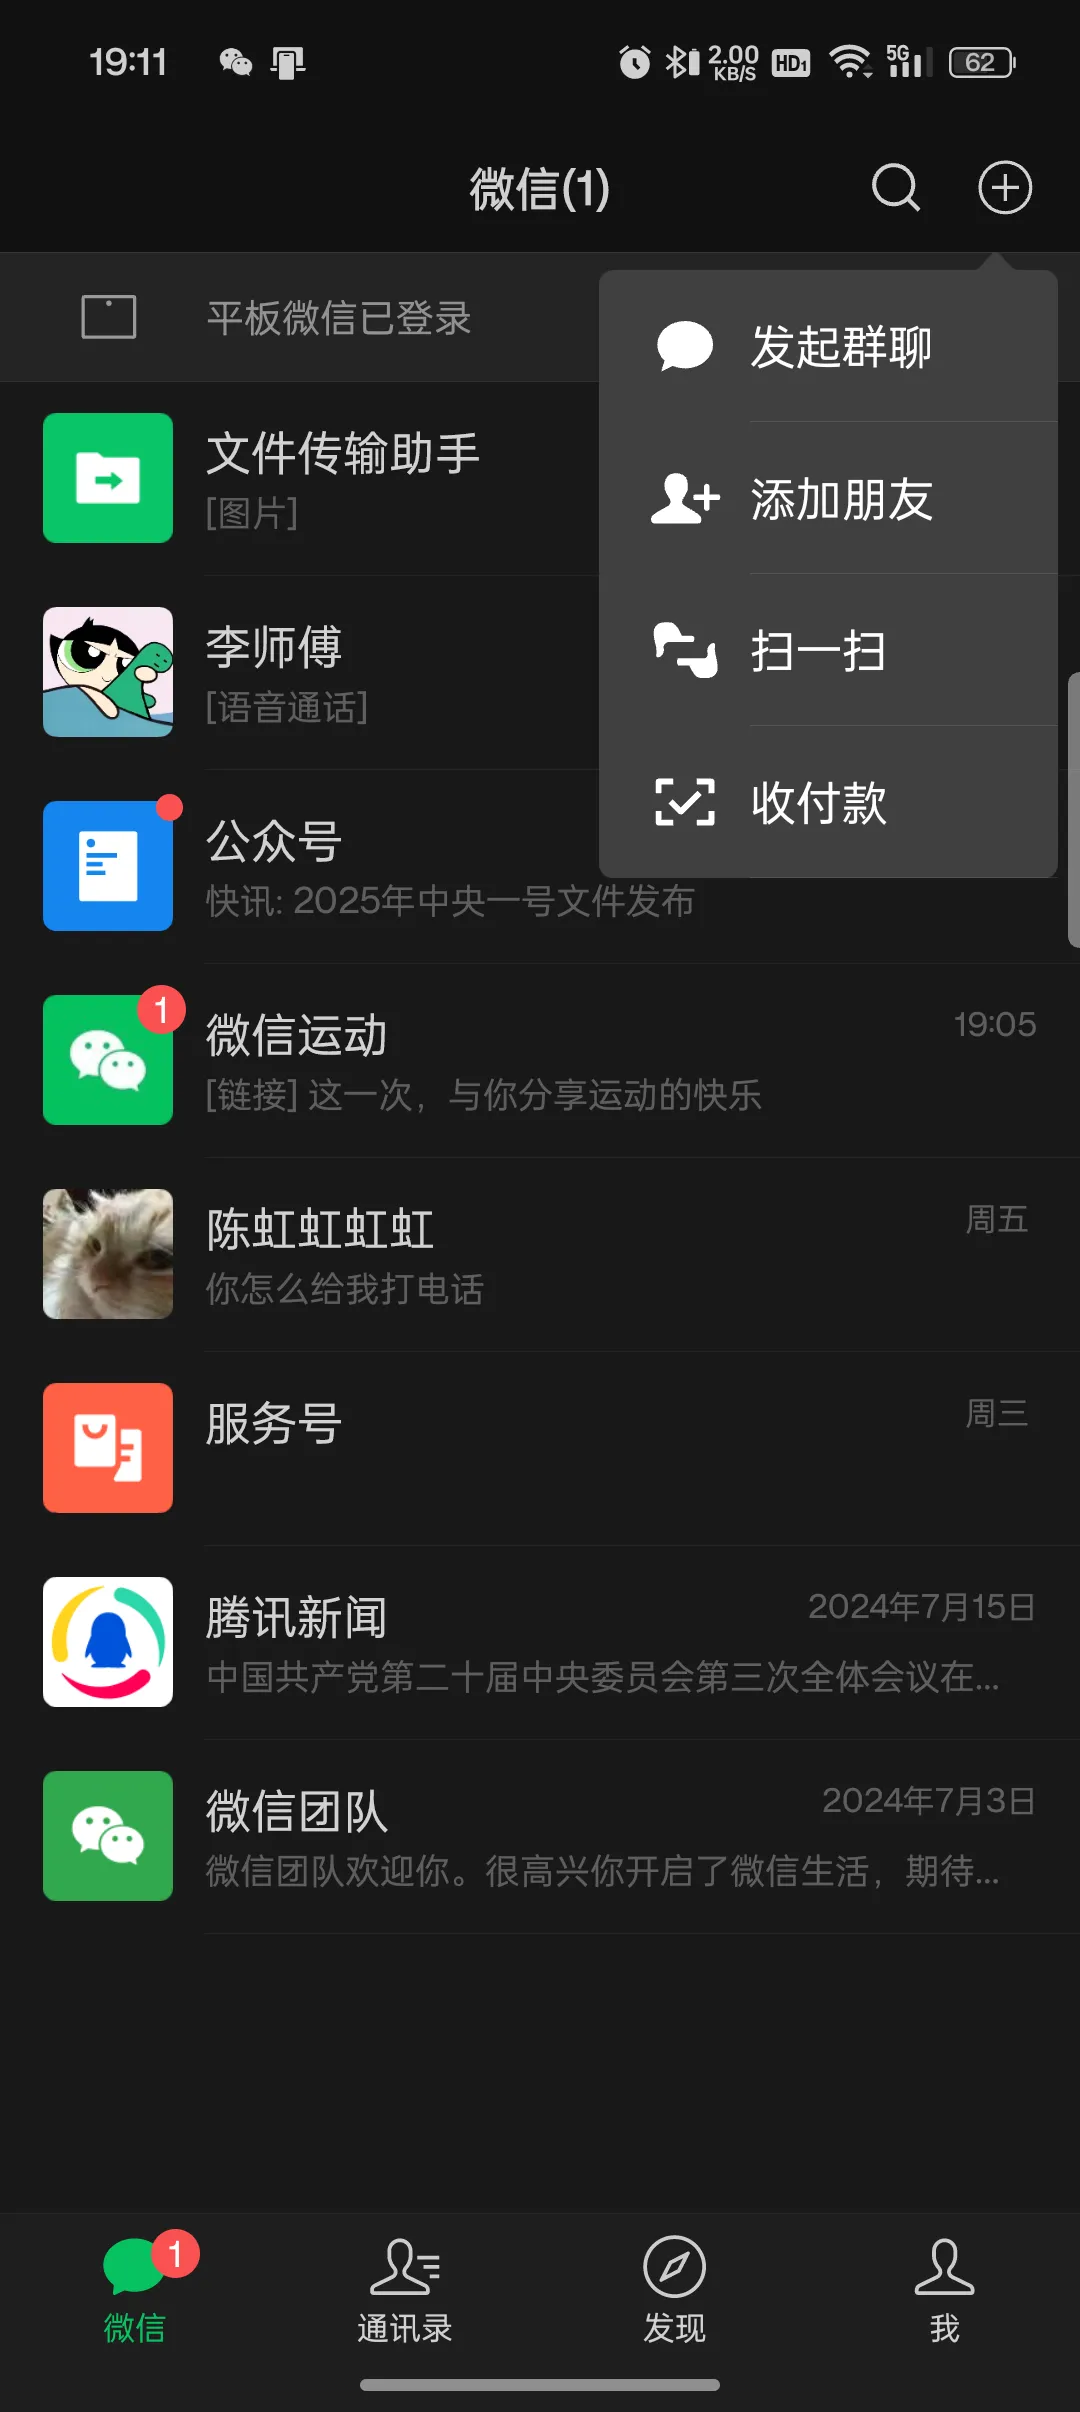 19:11
2.00 KB/S HD1 5G 62
微信(1)
平板微信已登录
发起群聊
添加朋友
扫一扫
收付款
文件传输助手
[图片]
李师傅
[语音通话]
公众号
快讯: 2025年中央一号文件发布
1
微信运动
19:05
[链接] 这一次，与你分享运动的快乐
陈虹虹虹虹
周五
你怎么给我打电话
服务号
周三
腾讯新闻
2024年7月15日
中国共产党第二十届中央委员会第三次全体会议在...
微信团队
2024年7月3日
微信团队欢迎你。很高兴你开启了微信生活，期待...
1
微信
通讯录
发现
我